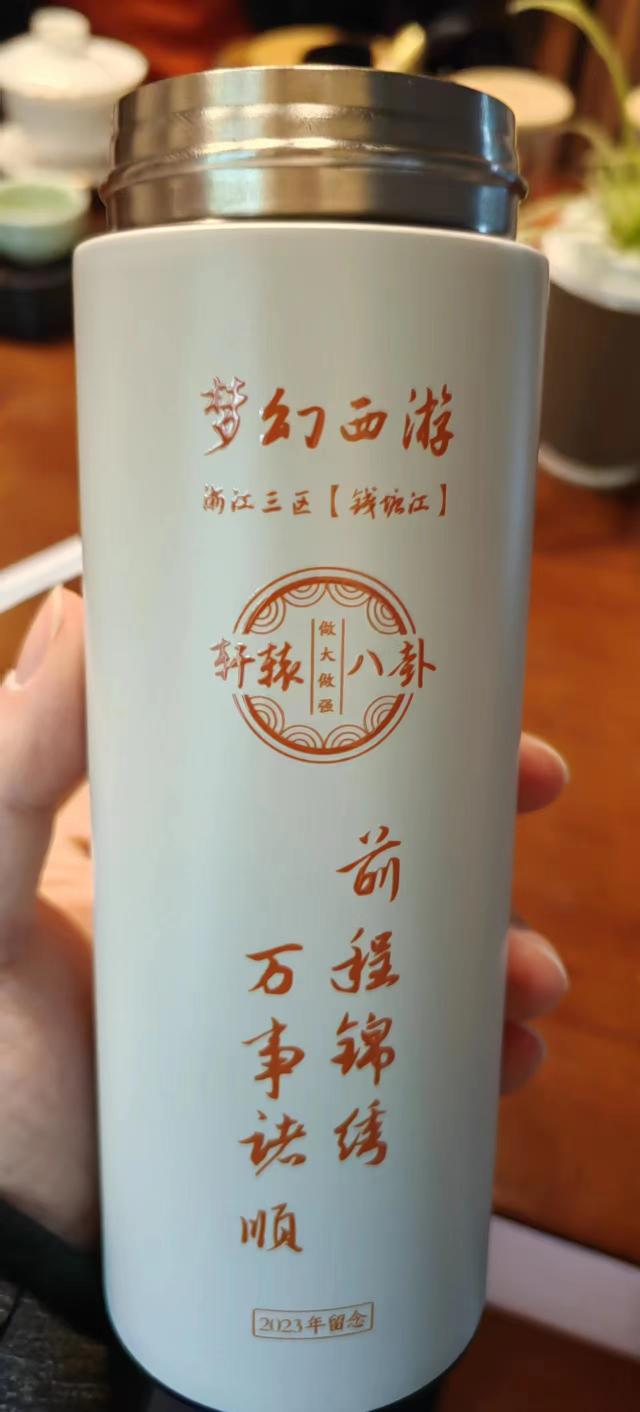 梦幻西游
浙江三区【钱塘江】
轩辕
做大做强
八卦
前程锦绣
万事诸顺
2023年留念